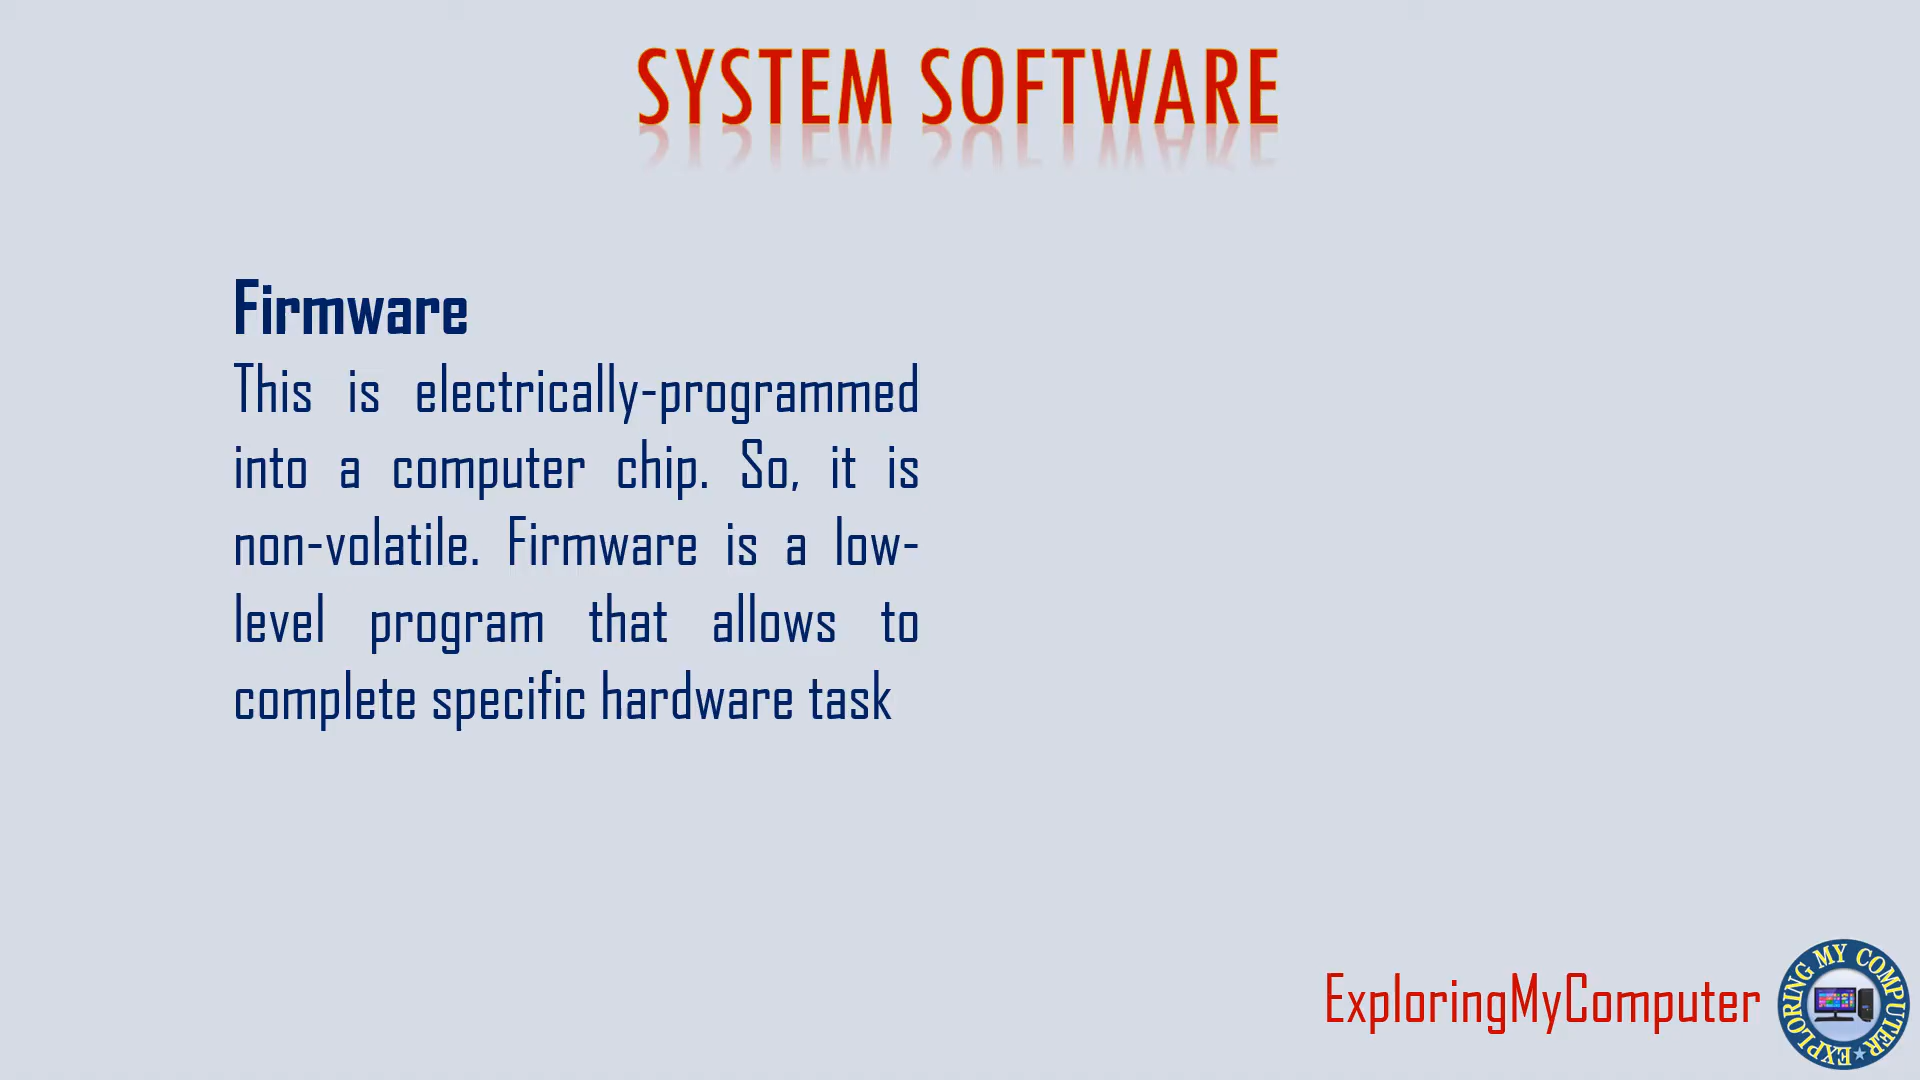 SYSTEM SOFTWARE
Firmware
This is electrically-programmed
into a computer chip. So, it is
non-volatile. Firmware is a low-
level program that allows to
complete specific hardware task
ExploringMyComputer
EXPLORING MY COMPUTER